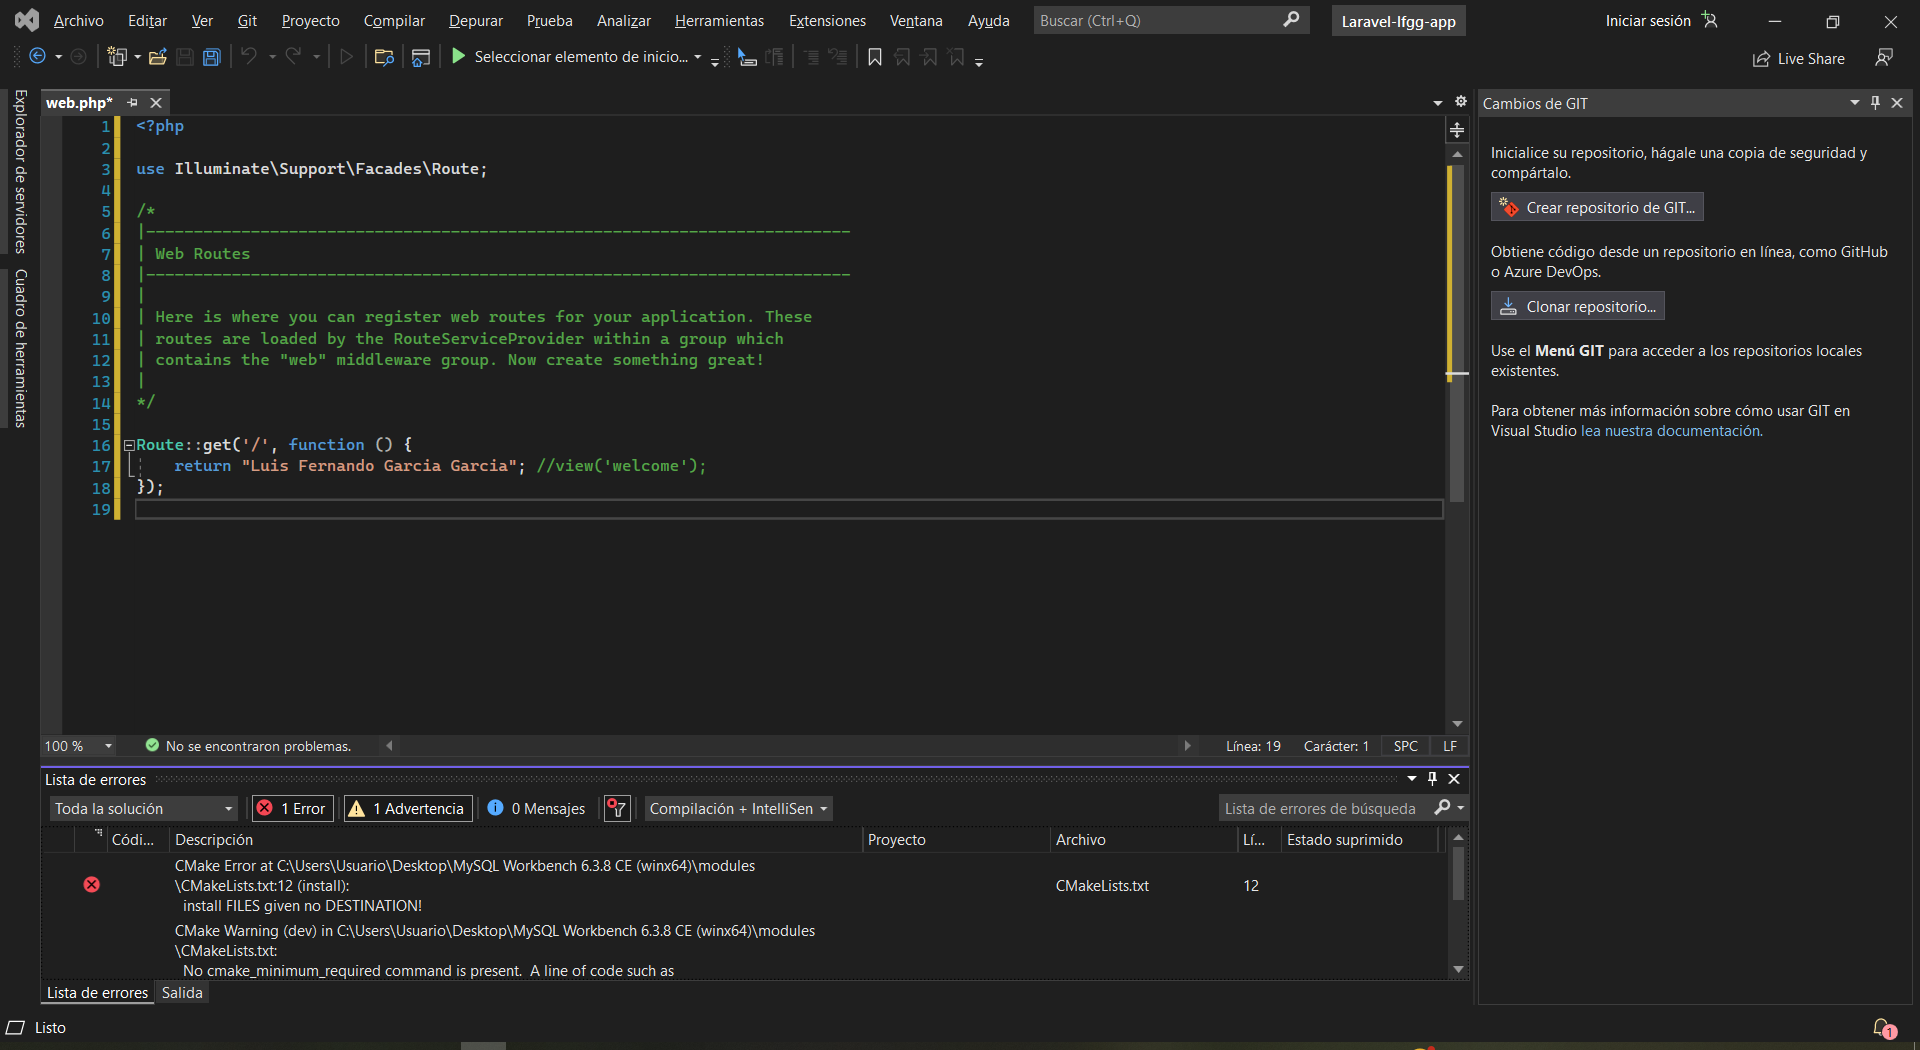 Archivo Editar Ver Git Proyecto Compilar Depurar Prueba Analizar Herramientas Extensiones Ventana Ayuda Buscar (Ctrl+Q) Laravel-lfgg-app Iniciar sesión
Seleccionar elemento de inicio... Live Share
Explorador de servidores
Cuadro de herramientas
web.php*
1 <?php
2
3 use Illuminate\Support\Facades\Route;
4
5 /*
6 |--------------------------------------------------------------------------
7 | Web Routes
8 |--------------------------------------------------------------------------
9 |
10 | Here is where you can register web routes for your application. These
11 | routes are loaded by the RouteServiceProvider within a group which
12 | contains the "web" middleware group. Now create something great!
13 |
14 */
15
16 Route::get('/', function () {
17 return "Luis Fernando Garcia Garcia"; //view('welcome');
18 });
19
100 % No se encontraron problemas. Línea: 19 Carácter: 1 SPC LF
Cambios de GIT
Inicialice su repositorio, hágale una copia de seguridad y
compártalo.
Crear repositorio de GIT...
Obtiene código desde un repositorio en línea, como GitHub
o Azure DevOps.
Clonar repositorio...
Use el Menú GIT para acceder a los repositorios locales
existentes.
Para obtener más información sobre cómo usar GIT en
Visual Studio lea nuestra documentación.
Lista de errores
Toda la solución 1 Error 1 Advertencia 0 Mensajes Compilación + IntelliSen Lista de errores de búsqueda
Códi... Descripción Proyecto Archivo Lí... Estado suprimido
CMake Error at C:\Users\Usuario\Desktop\MySQL Workbench 6.3.8 CE (winx64)\modules
\CMakeLists.txt:12 (install): CMakeLists.txt 12
install FILES given no DESTINATION!
CMake Warning (dev) in C:\Users\Usuario\Desktop\MySQL Workbench 6.3.8 CE (winx64)\modules
\CMakeLists.txt:
No cmake_minimum_required command is present. A line of code such as
Lista de errores Salida
Listo 1